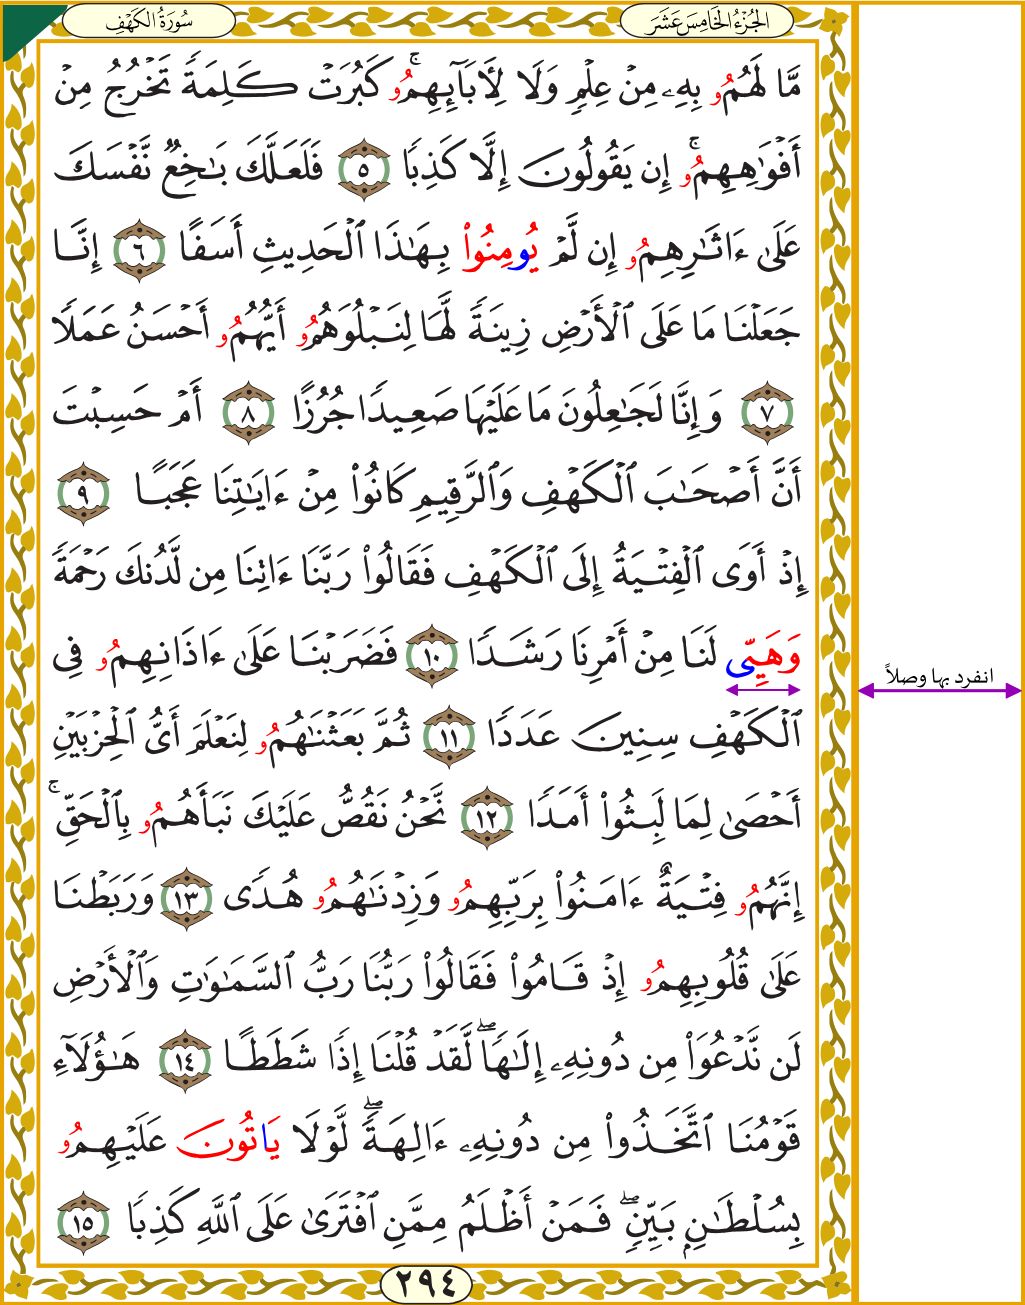 سُورَةُ الكَهْفِ
الجُزْءُ الخَامِسَ عَشَرَ
مَّا لَهُمُۥ بِهِۦ مِنْ عِلْمٍ وَلَا لِأَبَآئِهِمُۥۚ كَبُرَتْ كَلِمَةً تَخْرُجُ مِنْ
أَفْوَٰهِهِمُۥۚ إِن يَقُولُونَ إِلَّا كَذِبًا ٥ فَلَعَلَّكَ بَـٰخِعٌ نَّفْسَكَ
عَلَىٰ ءَاثَـٰرِهِمُۥ إِن لَّمْ يُومِنُوا۟ بِهَـٰذَا ٱلْحَدِيثِ أَسَفًا ٦ إِنَّا
جَعَلْنَا مَا عَلَى ٱلْأَرْضِ زِينَةً لَّهَا لِنَبْلُوَهُمُۥ أَيُّهُمُۥ أَحْسَنُ عَمَلًا
٧ وَإِنَّا لَجَـٰعِلُونَ مَا عَلَيْهَا صَعِيدًا جُرُزًا ٨ أَمْ حَسِبْتَ
أَنَّ أَصْحَـٰبَ ٱلْكَهْفِ وَٱلرَّقِيمِ كَانُوا۟ مِنْ ءَايَـٰتِنَا عَجَبًا ٩
إِذْ أَوَى ٱلْفِتْيَةُ إِلَى ٱلْكَهْفِ فَقَالُوا۟ رَبَّنَا ءَاتِنَا مِن لَّدُنكَ رَحْمَةً
وَهَيِّى لَنَا مِنْ أَمْرِنَا رَشَدًا ١٠ فَضَرَبْنَا عَلَىٰ ءَاذَانِهِمُۥ فِى
انفرد بها وصلاً
ٱلْكَهْفِ سِنِينَ عَدَدًا ١١ ثُمَّ بَعَثْنَـٰهُمُۥ لِنَعْلَمَ أَىُّ ٱلْحِزْبَيْنِ
أَحْصَىٰ لِمَا لَبِثُوٓا۟ أَمَدًا ١٢ نَّحْنُ نَقُصُّ عَلَيْكَ نَبَأَهُمُۥ بِٱلْحَقِّۚ
إِنَّهُمُۥ فِتْيَةٌ ءَامَنُوا۟ بِرَبِّهِمُۥ وَزِدْنَـٰهُمُۥ هُدًى ١٣ وَرَبَطْنَا
عَلَىٰ قُلُوبِهِمُۥ إِذْ قَامُوا۟ فَقَالُوا۟ رَبُّنَا رَبُّ ٱلسَّمَـٰوَٰتِ وَٱلْأَرْضِ
لَن نَّدْعُوَا۟ مِن دُونِهِۦ إِلَـٰهًاۖ لَّقَدْ قُلْنَا إِذًا شَطَطًا ١٤ هَـٰؤُلَآءِ
قَوْمُنَا ٱتَّخَذُوا۟ مِن دُونِهِۦ ءَالِهَةًۖ لَّوْلَا يَاتُونَ عَلَيْهِمُۥ
بِسُلْطَـٰنٍۭ بَيِّنٍۖ فَمَنْ أَظْلَمُ مِمَّنِ ٱفْتَرَىٰ عَلَى ٱللَّهِ كَذِبًا ١٥
٢٩٤